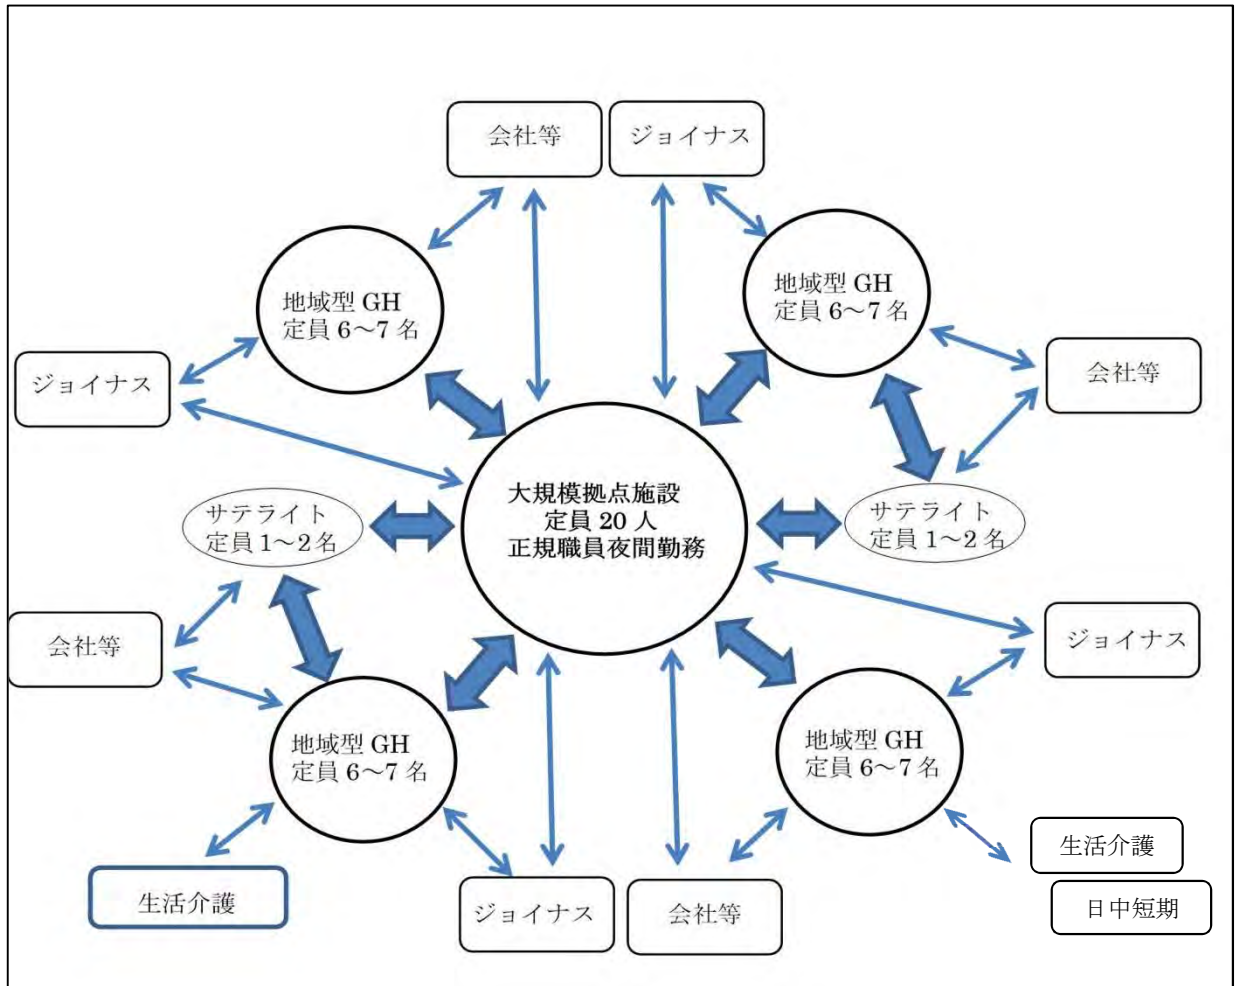 会社等
ジョイナス
地域型 GH
定員 6～7 名
地域型 GH
定員 6～7 名
ジョイナス
会社等
大規模拠点施設
定員 20 人
正規職員夜間勤務
サテライト
定員 1～2 名
サテライト
定員 1～2 名
会社等
ジョイナス
地域型 GH
定員 6～7 名
地域型 GH
定員 6～7 名
生活介護
ジョイナス
会社等
生活介護
日中短期